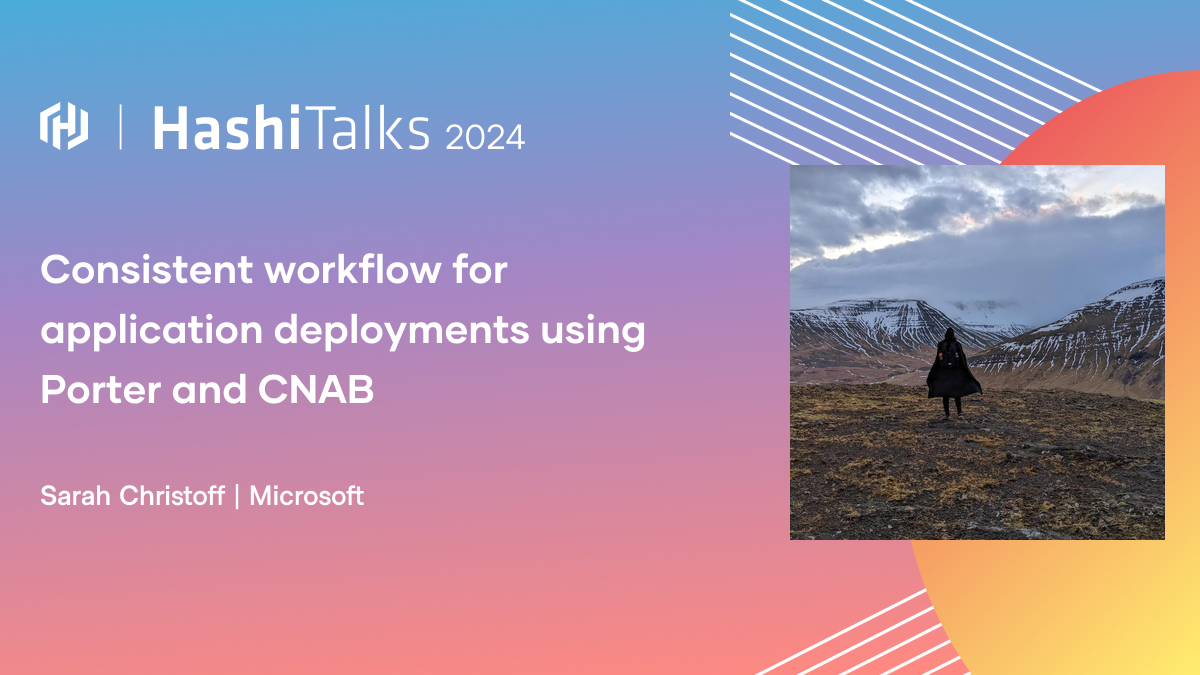 HashiTalks 2024
Consistent workflow for
application deployments using
Porter and CNAB
Sarah Christoff | Microsoft